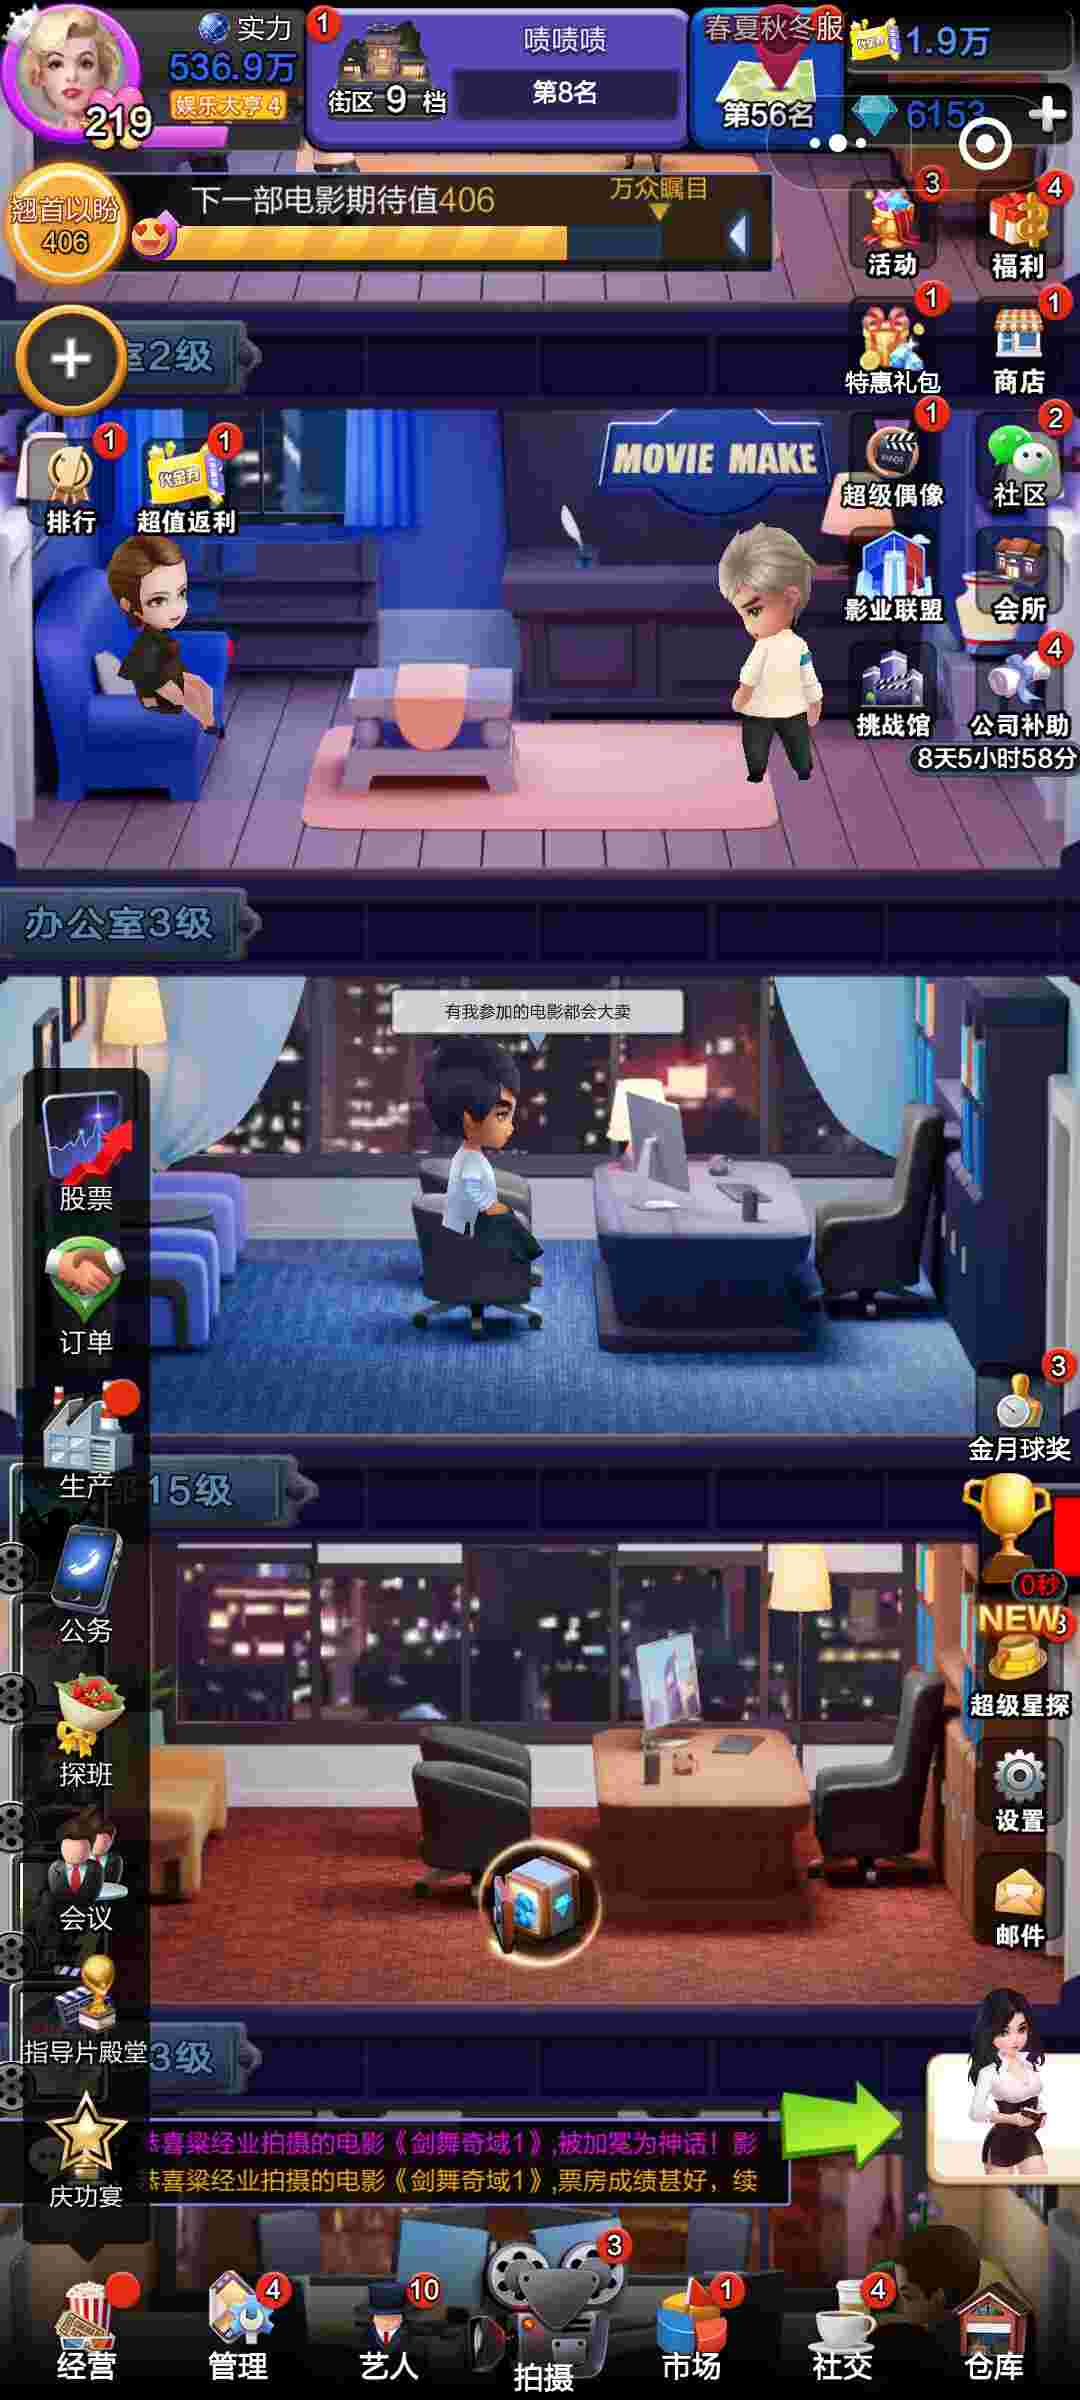 实力
536.9万
娱乐大亨 4
219
1
街区 9 档
啧啧啧
第8名
春夏秋冬服
第56名
代金券
1.9万
6153
翘首以盼
406
下一部电影期待值406
万众瞩目
3
活动
4
福利
室2级
1
特惠礼包
1
商店
1
排行
1
代金券
超值返利
MOVIE MAKE
1
超级偶像
2
社区
影业联盟
会所
挑战馆
4
公司补助
8天5小时58分
办公室3级
有我参加的电影都会大卖
股票
订单
生产
15级
公务
探班
会议
指导片殿堂
3级
庆功宴
3
金月球奖
0秒
NEW
3
超级星探
设置
邮件
恭喜梁经业拍摄的电影《剑舞奇域1》,被加冕为神话！影
恭喜梁经业拍摄的电影《剑舞奇域1》,票房成绩甚好，续
经营
4
管理
10
艺人
3
拍摄
1
市场
4
社交
仓库